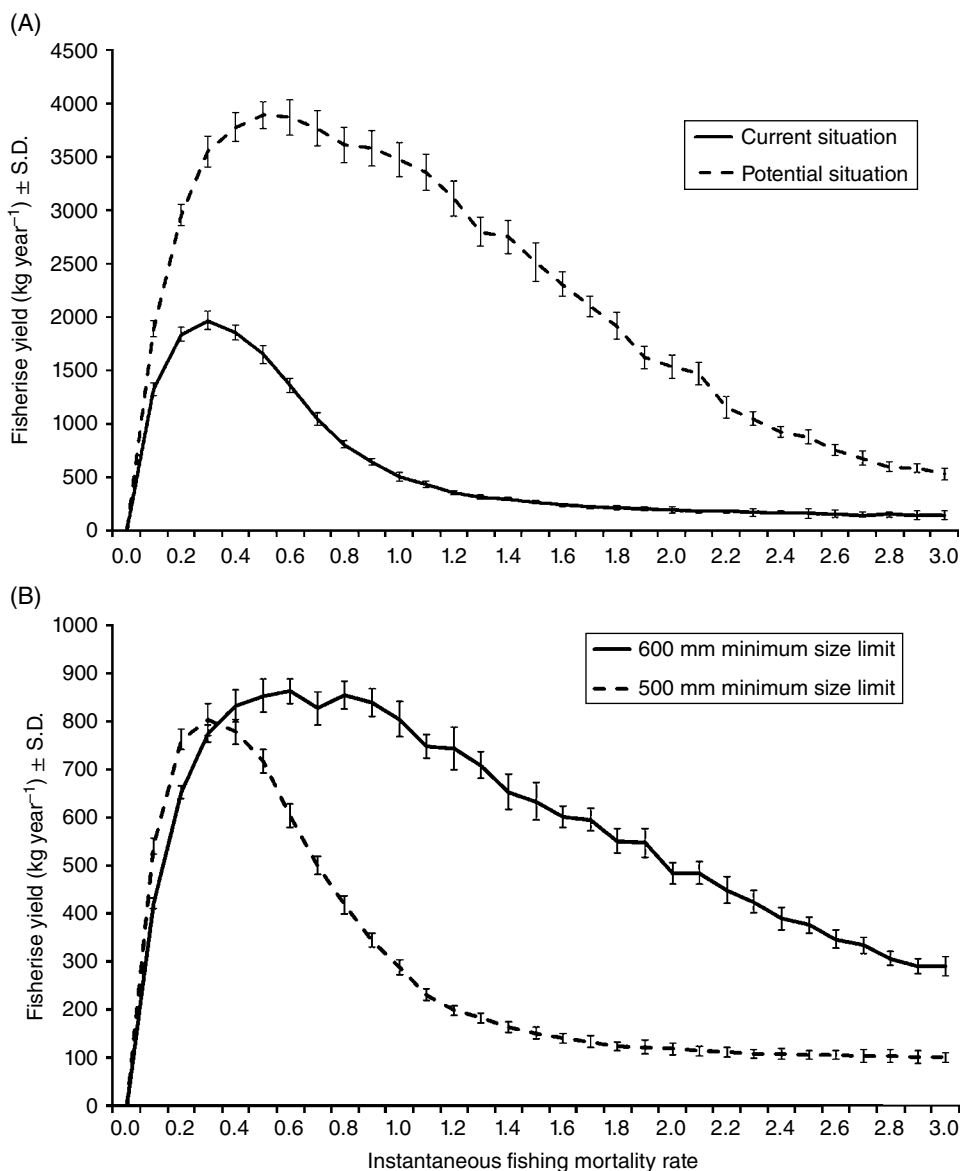 (A)
4500
4000
3500
3000
2500
2000
1500
1000
500
0
Fisherise yield (kg year⁻¹) ± S.D.
Current situation
Potential situation
0.0 0.2 0.4 0.6 0.8 1.0 1.2 1.4 1.6 1.8 2.0 2.2 2.4 2.6 2.8 3.0
(B)
1000
900
800
700
600
500
400
300
200
100
0
Fisherise yield (kg year⁻¹) ± S.D.
600 mm minimum size limit
500 mm minimum size limit
0.0 0.2 0.4 0.6 0.8 1.0 1.2 1.4 1.6 1.8 2.0 2.2 2.4 2.6 2.8 3.0
Instantaneous fishing mortality rate